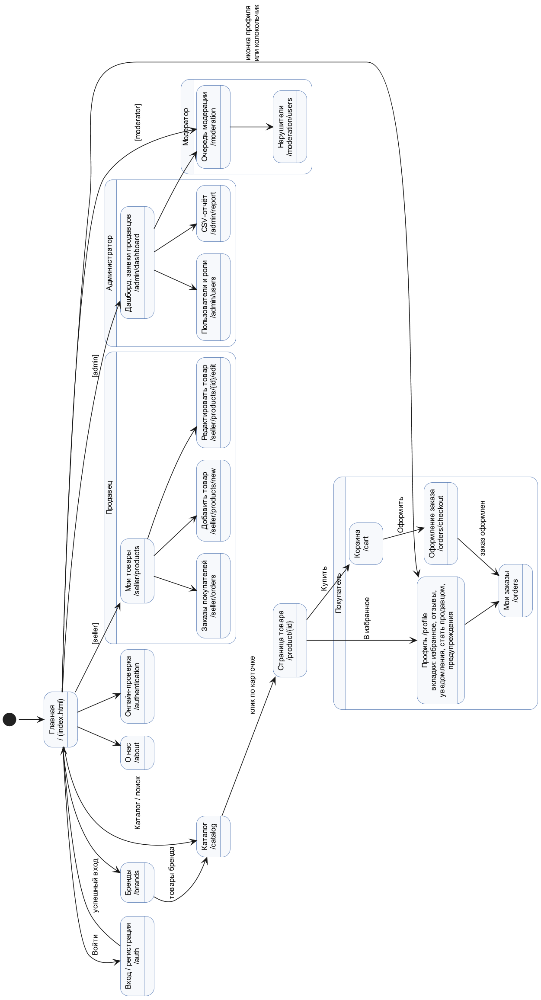 Главная
/ (index.html)
Войти
успешный вход
Вход / регистрация
/auth
Бренды
/brands
товары бренда
Каталог / поиск
Каталог
/catalog
О нас
/about
Онлайн-проверка
/authentication
клик по карточке
Страница товара
/product/{id}
[seller]
Продавец
Мои товары
/seller/products
Заказы покупателей
/seller/orders
Добавить товар
/seller/products/new
Редактировать товар
/seller/products/{id}/edit
[admin]
Администратор
Дашборд, заявки продавцов
/admin/dashboard
Пользователи и роли
/admin/users
CSV-отчёт
/admin/report
[moderator]
Модератор
Очередь модерации
/moderation
Нарушители
/moderation/users
иконка профиля
или колокольчик
Купить
В избранное
Покупатель
Корзина
/cart
Оформить
Оформление заказа
/orders/checkout
заказ оформлен
Профиль /profile
вкладки: избранное, отзывы,
уведомления, стать продавцом,
предупреждения
Мои заказы
/orders